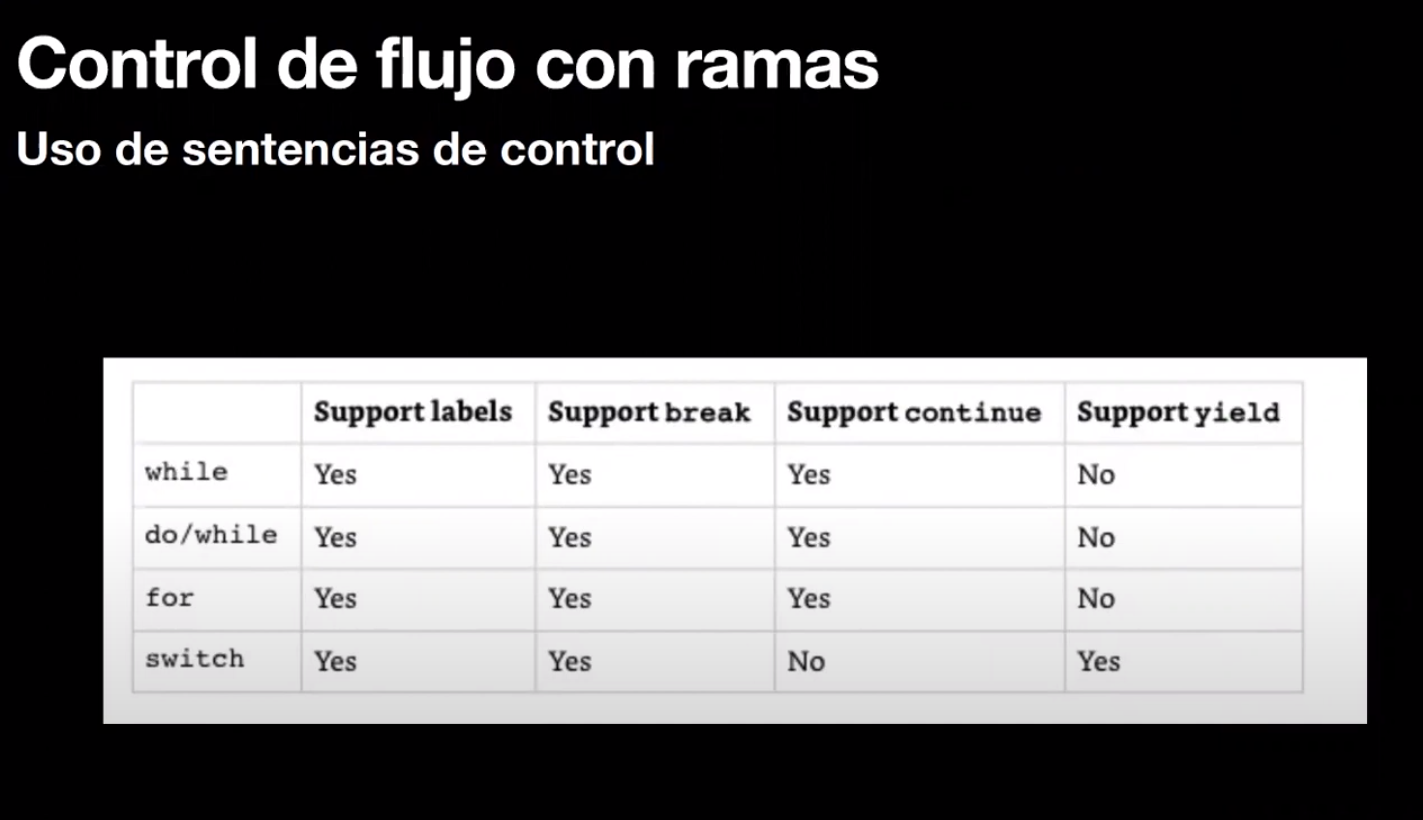 Control de flujo con ramas
Uso de sentencias de control
Support labels Support break Support continue Support yield
while Yes Yes Yes No
do/while Yes Yes Yes No
for Yes Yes Yes No
switch Yes Yes No Yes